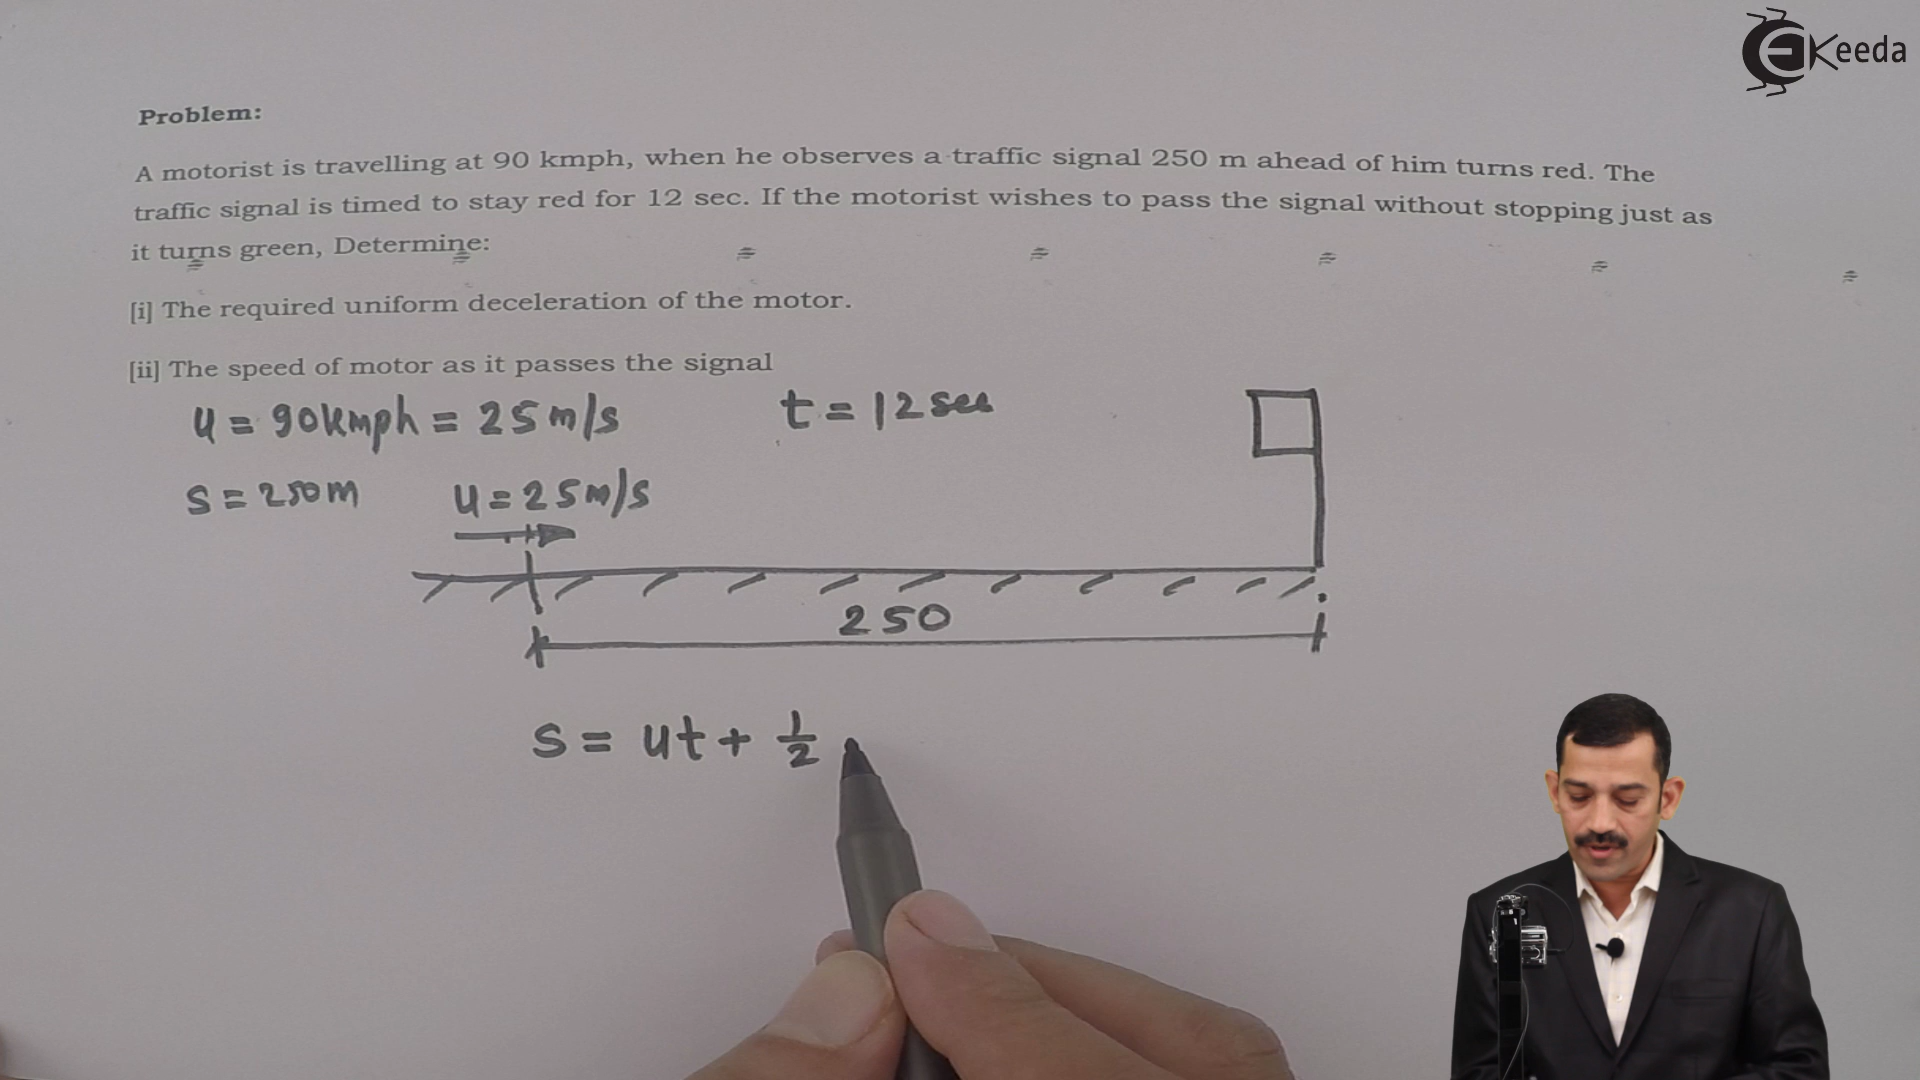 Keeda
Problem:
A motorist is travelling at 90 kmph, when he observes a traffic signal 250 m ahead of him turns red. The
traffic signal is timed to stay red for 12 sec. If the motorist wishes to pass the signal without stopping just as
it turns green, Determine:
[i] The required uniform deceleration of the motor.
[ii] The speed of motor as it passes the signal
u = 90kmph = 25 m/s t = 12 sec
s = 250m u = 25 m/s
250
s = ut + 1/2